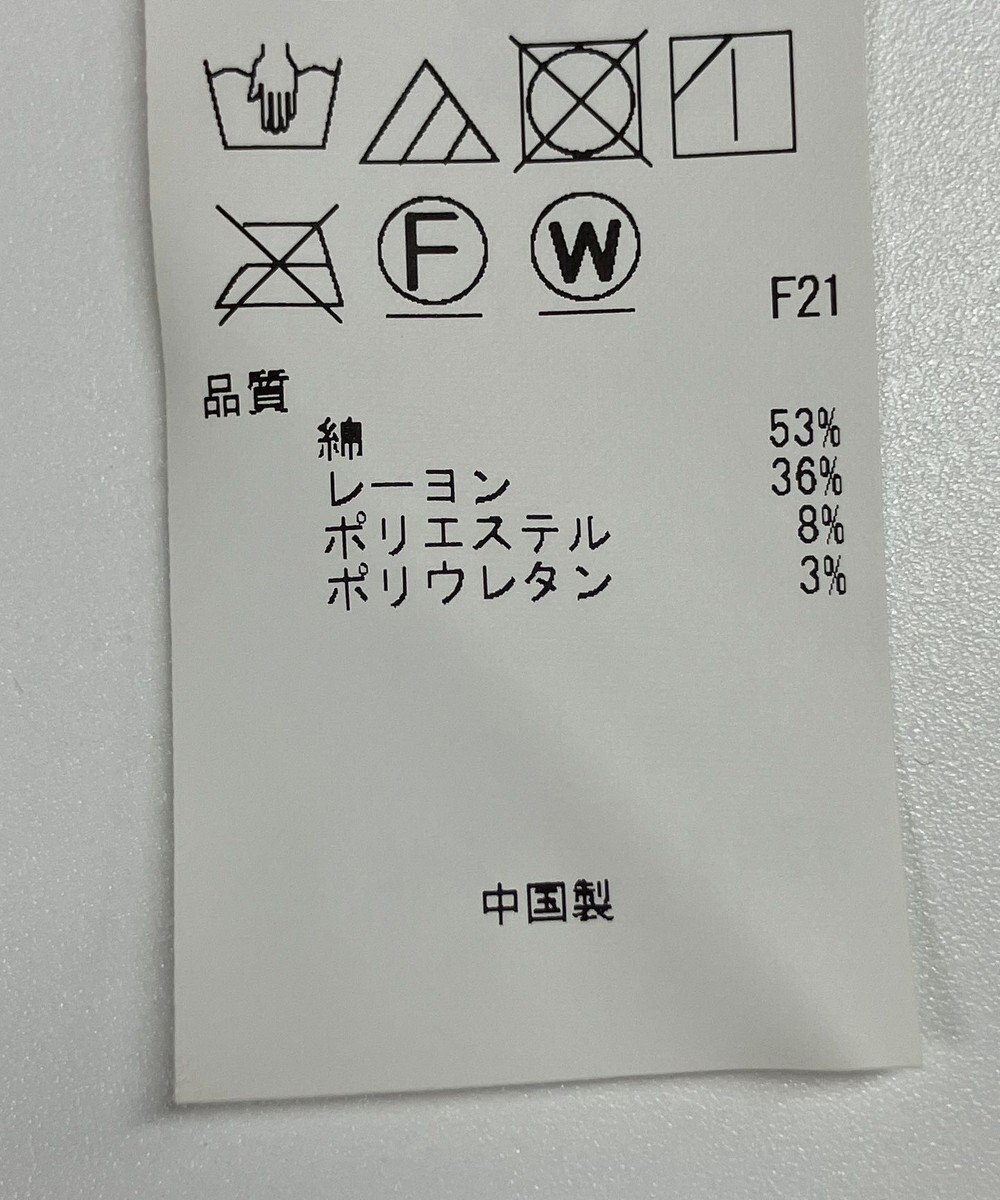 F W
F21
品質
綿 53%
レーヨン 36%
ポリエステル 8%
ポリウレタン 3%
中国製